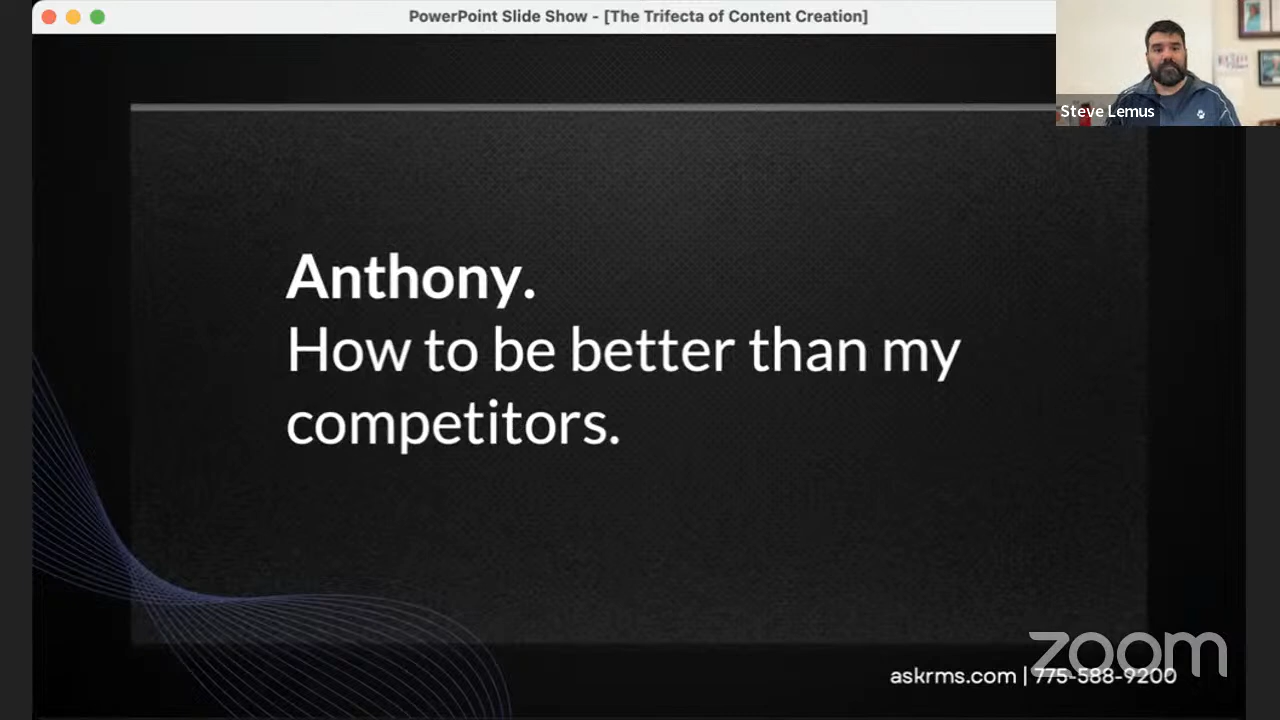 PowerPoint Slide Show - [The Trifecta of Content Creation]
Steve Lemus
Anthony.
How to be better than my
competitors.
zoom
askrms.com | 775-588-9200